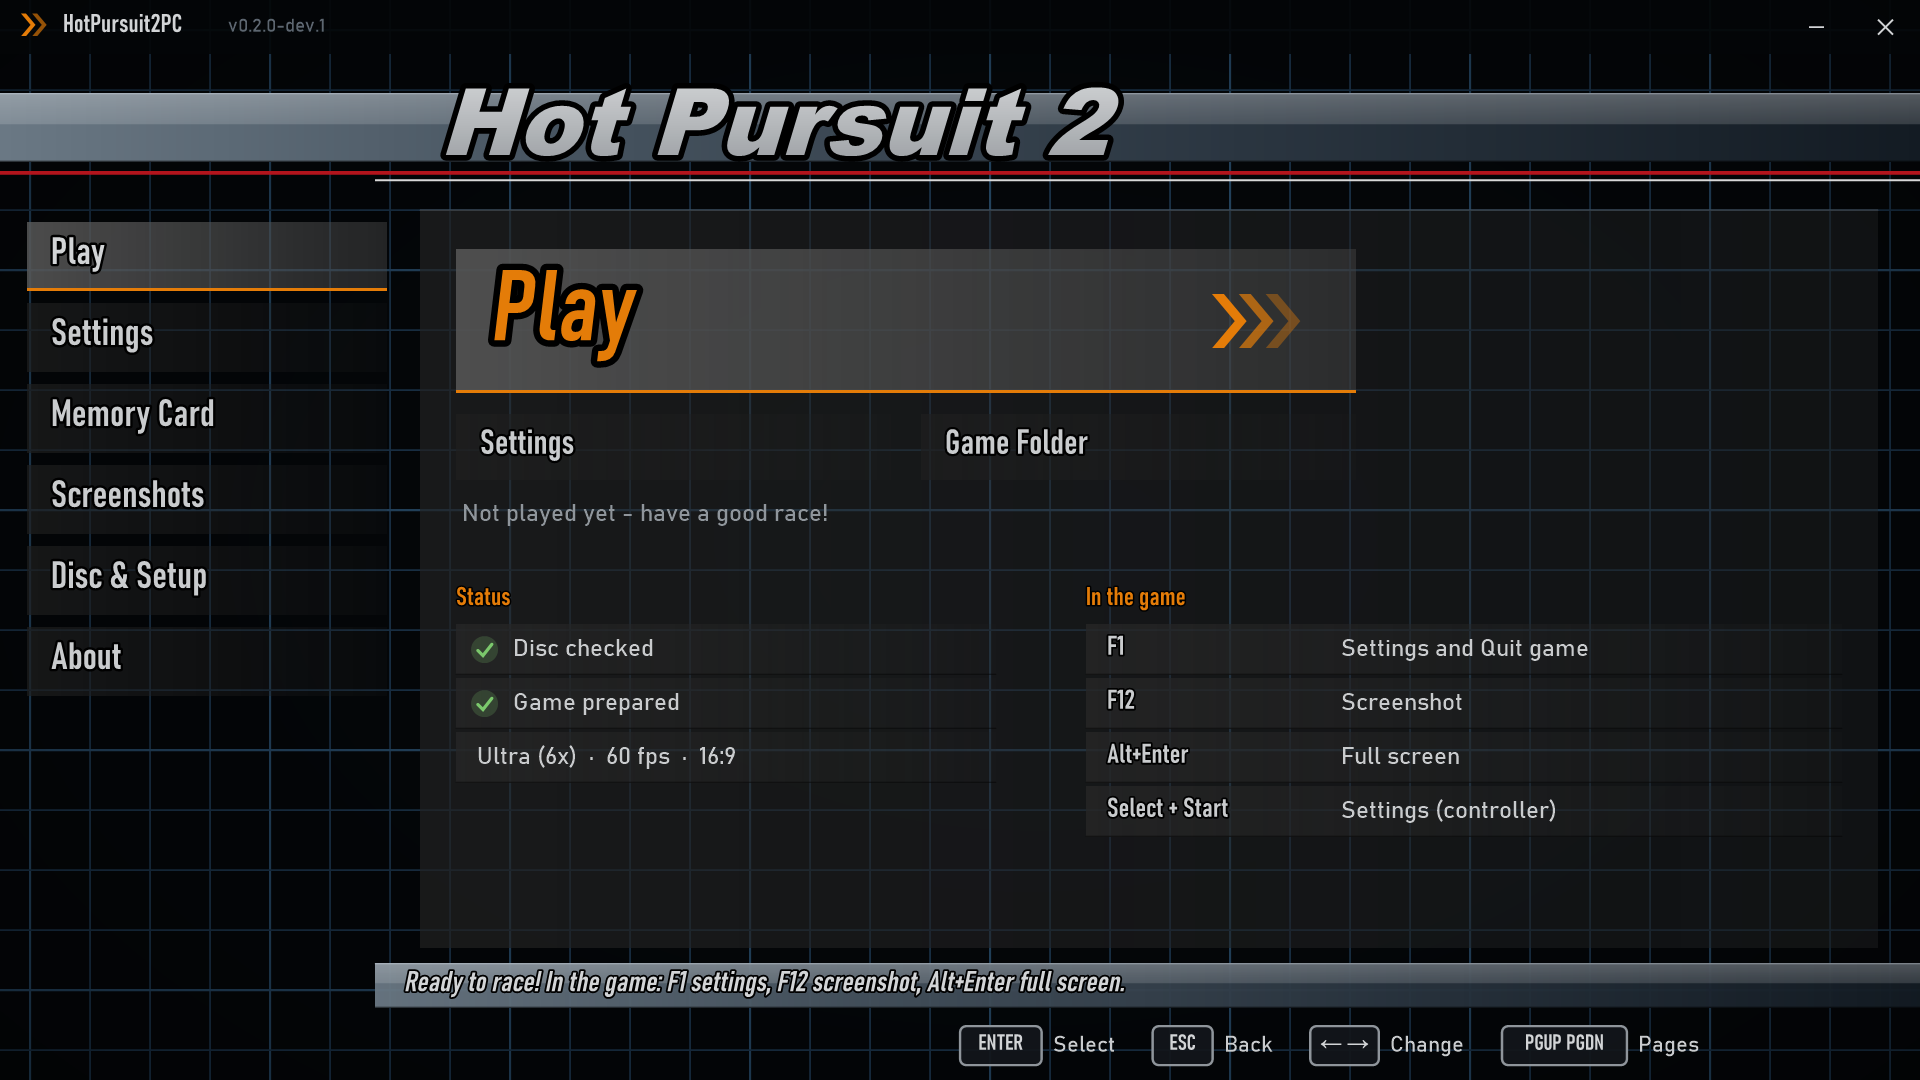 HotPursuit2PC v0.2.0-dev.1
Hot Pursuit 2
Play
Settings
Memory Card
Screenshots
Disc & Setup
About
Play
Settings
Game Folder
Not played yet - have a good race!
Status
Disc checked
Game prepared
Ultra (6x) · 60 fps · 16:9
In the game
F1 Settings and Quit game
F12 Screenshot
Alt+Enter Full screen
Select + Start Settings (controller)
Ready to race! In the game: F1 settings, F12 screenshot, Alt+Enter full screen.
ENTER Select ESC Back ←→ Change PGUP PGDN Pages